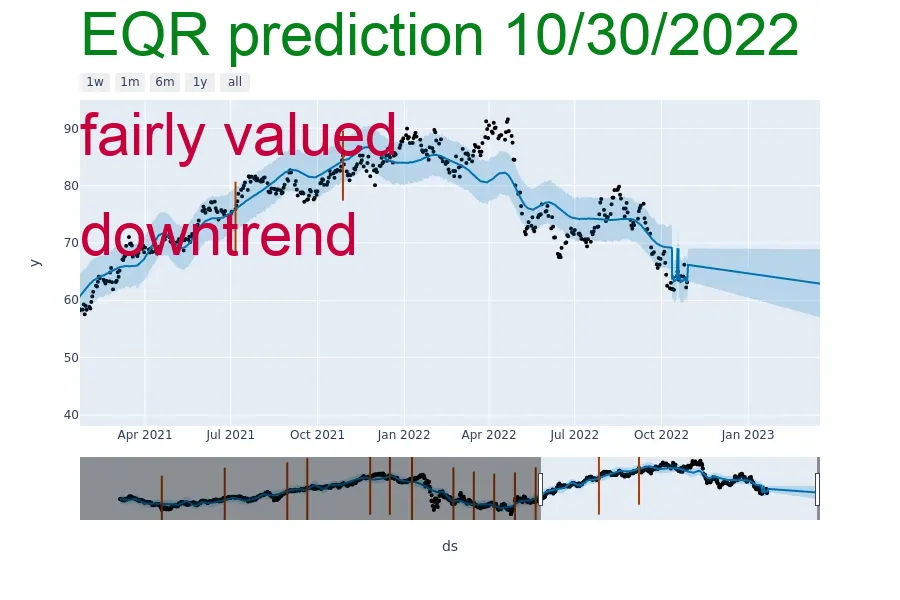 EQR prediction 10/30/2022
1w 1m 6m 1y all
fairly valued
downtrend
90
80
70
60
50
40
y
Apr 2021 Jul 2021 Oct 2021 Jan 2022 Apr 2022 Jul 2022 Oct 2022 Jan 2023
ds